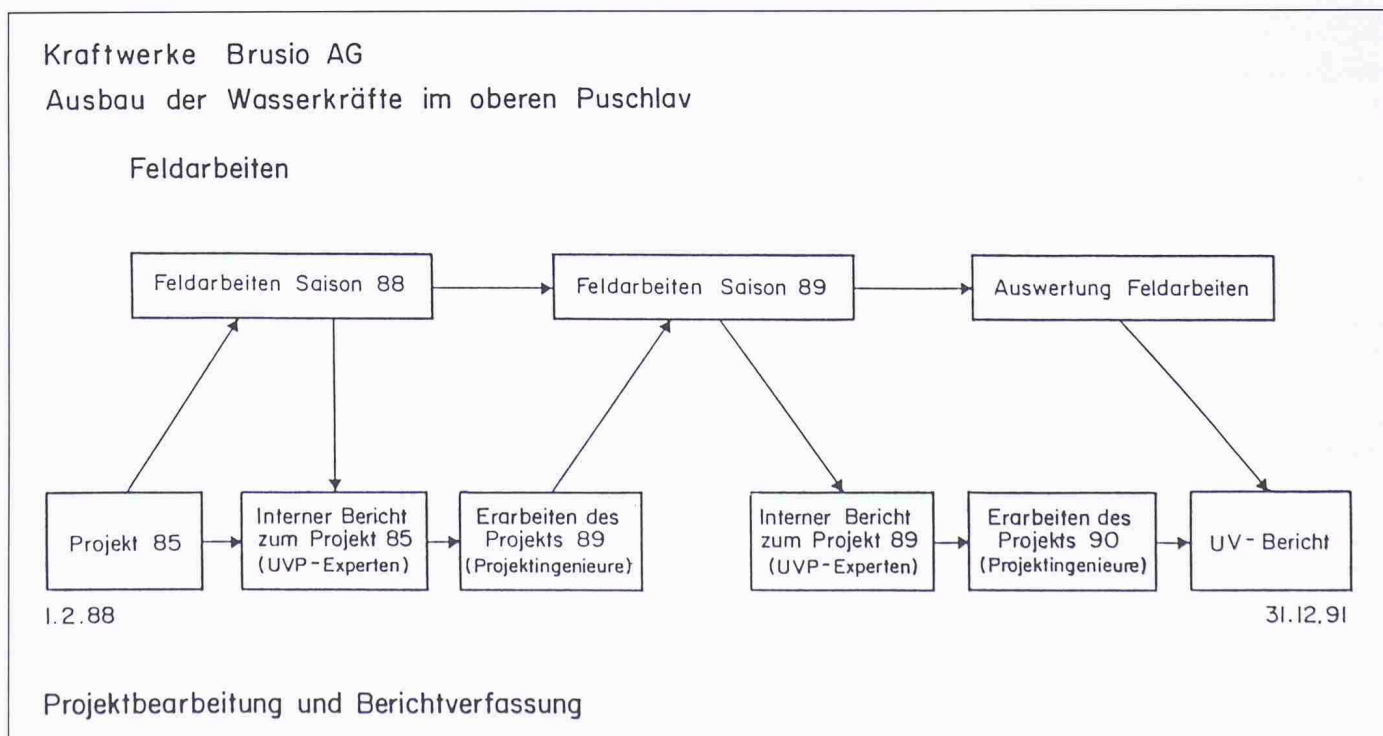 Kraftwerke Brusio AG
Ausbau der Wasserkräfte im oberen Puschlav
Feldarbeiten
Feldarbeiten Saison 88
Feldarbeiten Saison 89
Auswertung Feldarbeiten
Projekt 85
Interner Bericht
zum Projekt 85
(UVP-Experten)
Erarbeiten des
Projekts 89
(Projektingenieure)
Interner Bericht
zum Projekt 89
(UVP-Experten)
Erarbeiten des
Projekts 90
(Projektingenieure)
UV-Bericht
1.2.88
31.12.91
Projektbearbeitung und Berichtverfassung